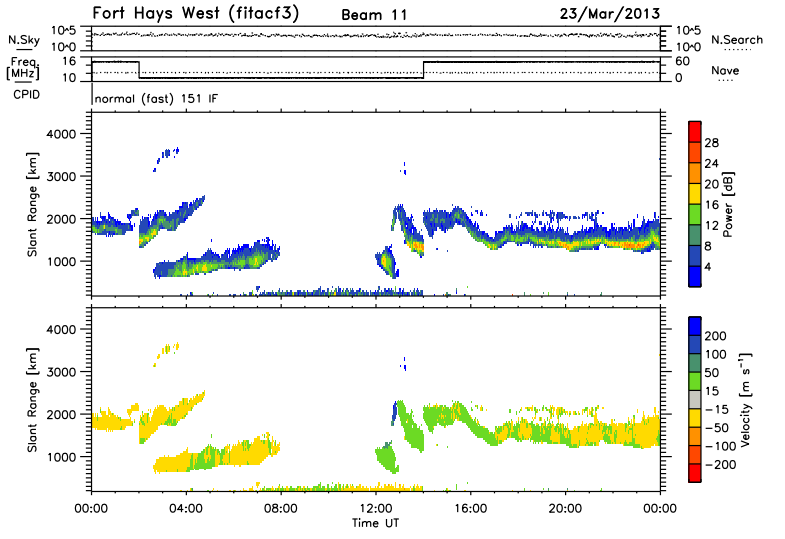 Fort Hays West (fitacf3) Beam 11 23/Mar/2013
N.Sky 10^5 10^0 10^5 10^0 N.Search
Freq. [MHz] 16 10 60 0 Nave
CPID normal (fast) 151 IF
Slant Range [km]
4000
3000
2000
1000
28
24
20
16
12
8
4
Power [dB]
Slant Range [km]
4000
3000
2000
1000
200
100
50
15
-15
-50
-100
-200
Velocity [m s⁻¹]
00:00 04:00 08:00 12:00 16:00 20:00 00:00
Time UT